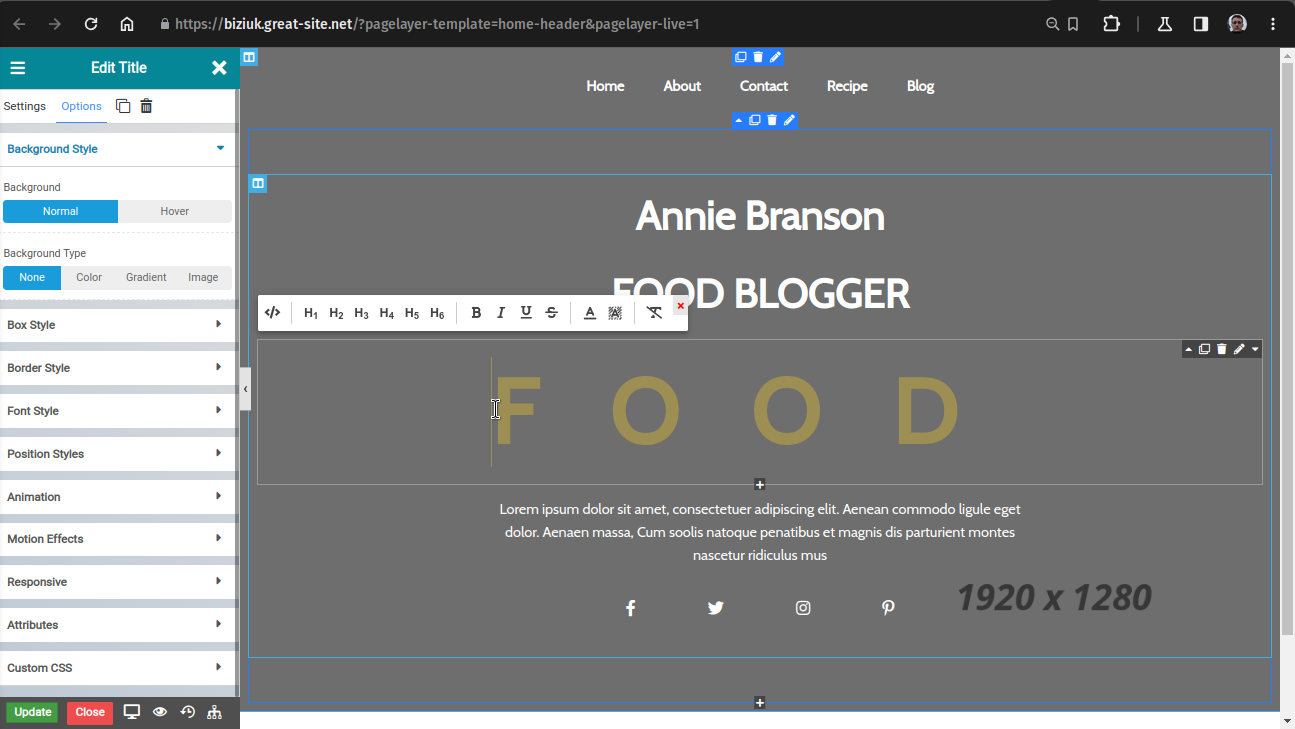 https://biziuk.great-site.net/?pagelayer-template=home-header&pagelayer-live=1
Edit Title
Settings Options
Background Style
Background
Normal Hover
Background Type
None Color Gradient Image
Box Style
Border Style
Font Style
Position Styles
Animation
Motion Effects
Responsive
Attributes
Custom CSS
Update Close
Home About Contact Recipe Blog
Annie Branson
FOOD BLOGGER
H1 H2 H3 H4 H5 H6 B I U S A A
F O O D
Lorem ipsum dolor sit amet, consectetuer adipiscing elit. Aenean commodo ligule eget
dolor. Aenaen massa, Cum soolis natoque penatibus et magnis dis parturient montes
nascetur ridiculus mus
1920 x 1280